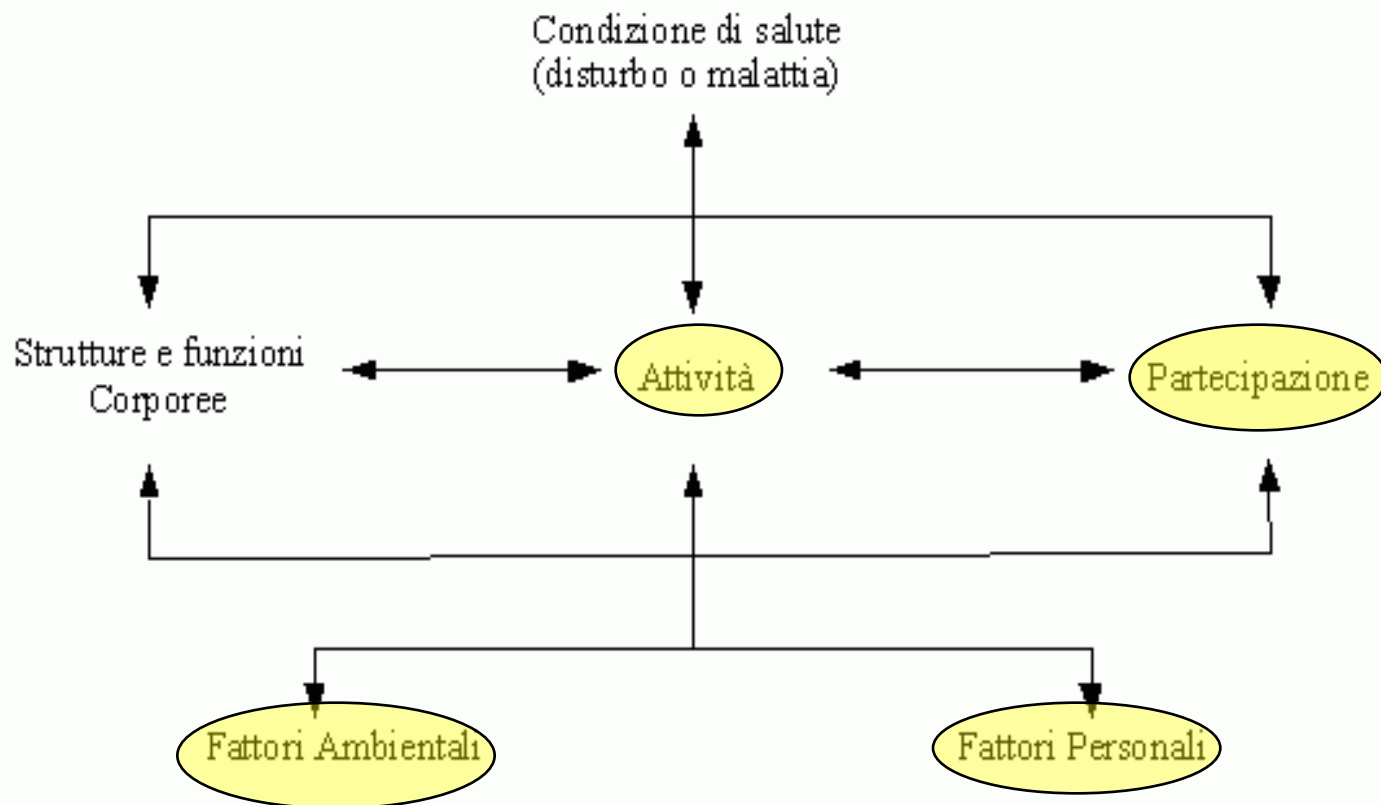 Condizione di salute
(disturbo o malattia)
Strutture e funzioni
Corporee
Attività
Partecipazione
Fattori Ambientali
Fattori Personali